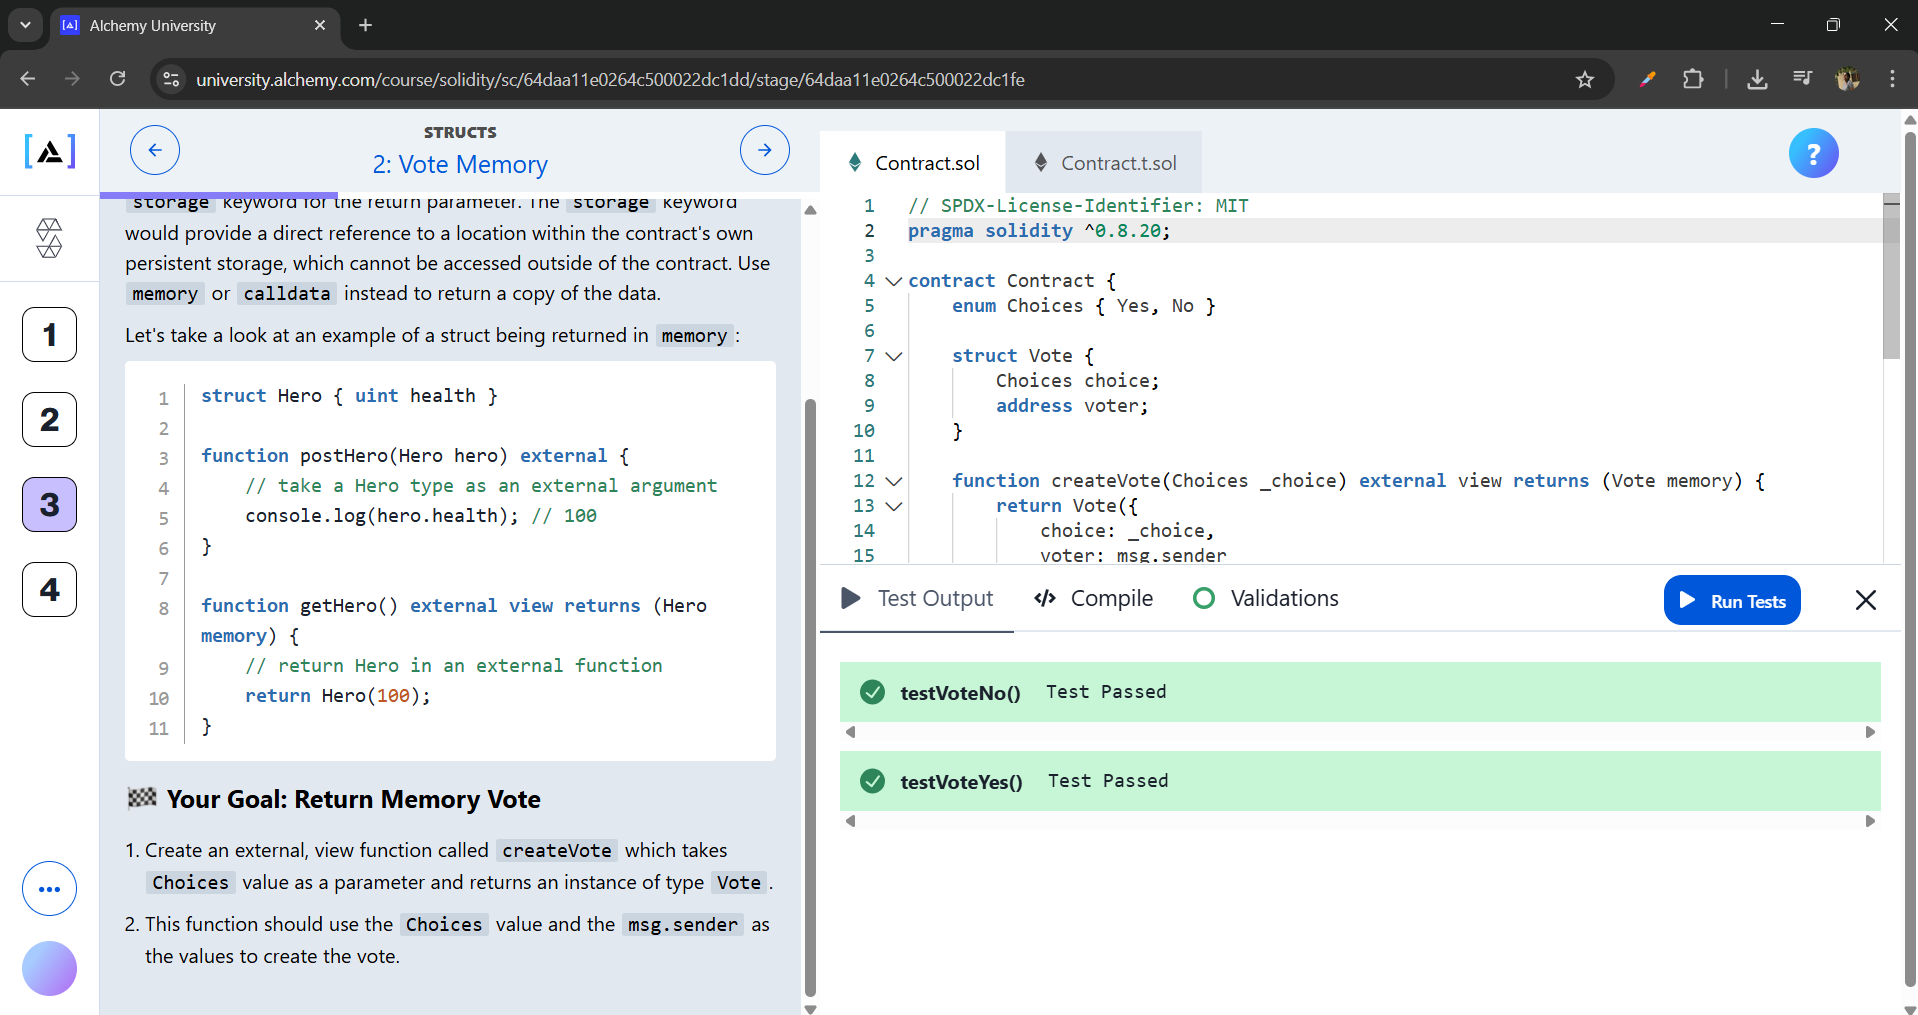 Alchemy University
university.alchemy.com/course/solidity/sc/64daa11e0264c500022dc1dd/stage/64daa11e0264c500022dc1fe
STRUCTS
2: Vote Memory
1
2
3
4
storage keyword for the return parameter. The storage keyword
would provide a direct reference to a location within the contract's own
persistent storage, which cannot be accessed outside of the contract. Use
memory or calldata instead to return a copy of the data.
Let's take a look at an example of a struct being returned in memory :
1 struct Hero { uint health }
2
3 function postHero(Hero hero) external {
4 // take a Hero type as an external argument
5 console.log(hero.health); // 100
6 }
7
8 function getHero() external view returns (Hero
memory) {
9 // return Hero in an external function
10 return Hero(100);
11 }
🏁 Your Goal: Return Memory Vote
1. Create an external, view function called createVote which takes
Choices value as a parameter and returns an instance of type Vote .
2. This function should use the Choices value and the msg.sender as
the values to create the vote.
Contract.sol
Contract.t.sol
?
1 // SPDX-License-Identifier: MIT
2 pragma solidity ^0.8.20;
3
4 contract Contract {
5 enum Choices { Yes, No }
6
7 struct Vote {
8 Choices choice;
9 address voter;
10 }
11
12 function createVote(Choices _choice) external view returns (Vote memory) {
13 return Vote({
14 choice: _choice,
15 voter: msg.sender
Test Output
Compile
Validations
Run Tests
testVoteNo() Test Passed
testVoteYes() Test Passed